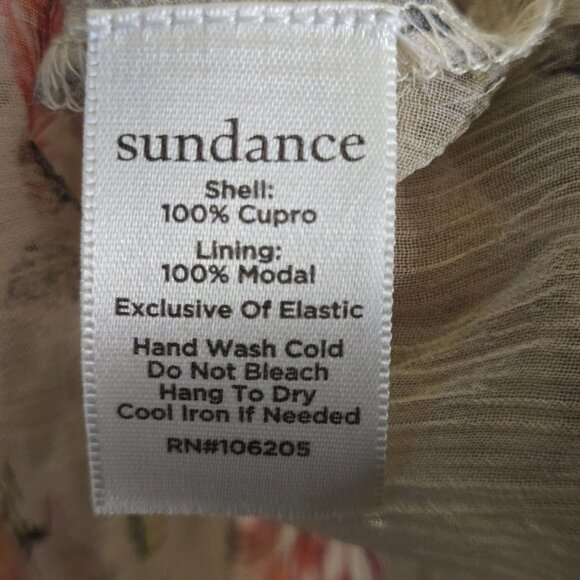 sundance
Shell:
100% Cupro
Lining:
100% Modal
Exclusive Of Elastic
Hand Wash Cold
Do Not Bleach
Hang To Dry
Cool Iron if Needed
RN#106205